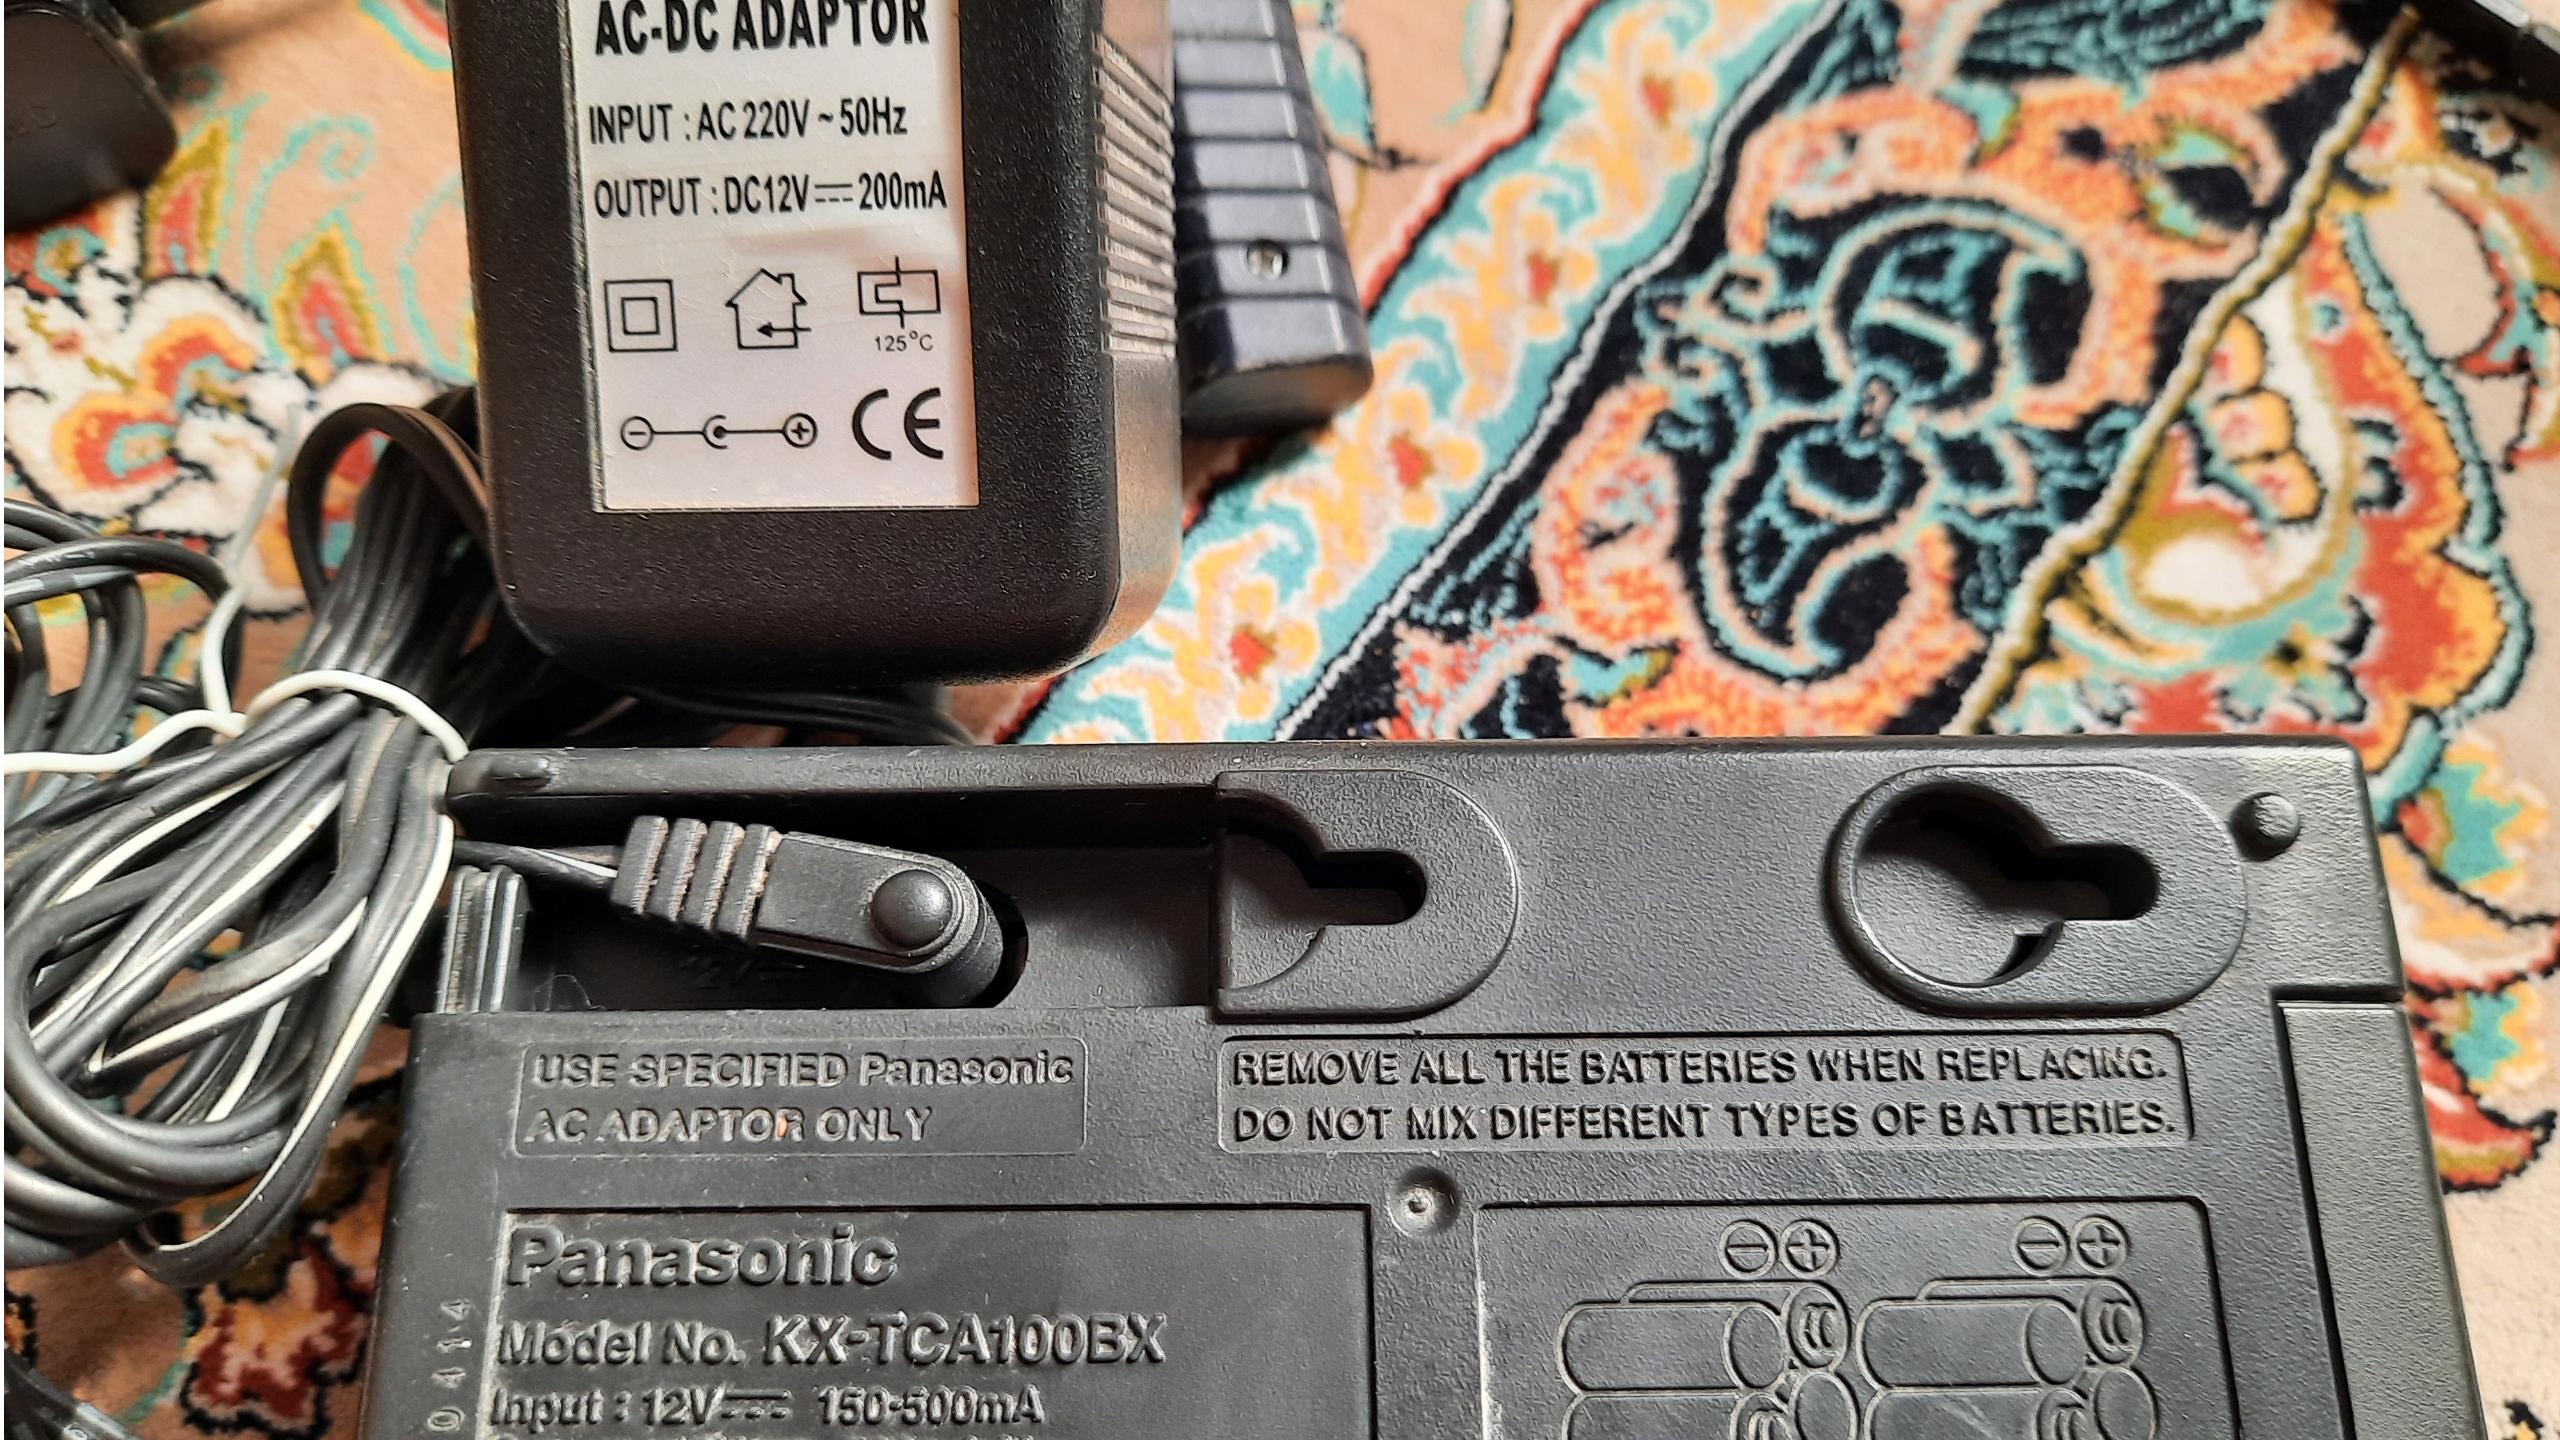 AC-DC ADAPTOR
INPUT : AC 220V ~ 50Hz
OUTPUT : DC12V⎓200mA
125°C
CE
12V
USE SPECIFIED Panasonic
AC ADAPTOR ONLY
REMOVE ALL THE BATTERIES WHEN REPLACING.
DO NOT MIX DIFFERENT TYPES OF BATTERIES.
Panasonic
Model No. KX-TCA100BX
Input : 12V⎓ 150-500mA
0414